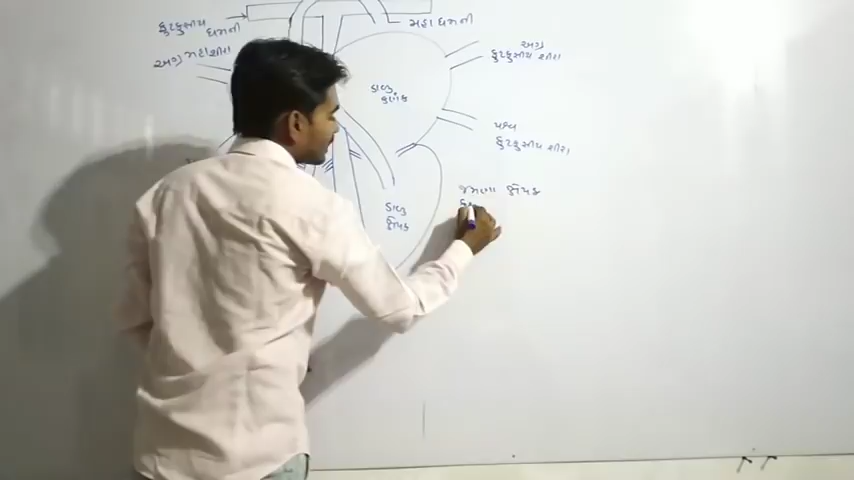 ફુફ્ફુસીય
ધમની
મહાધમની
અગ્ર મહાશીરા
અગ્ર
ફુફ્ફુસીય શીરા
ડાબુ
કર્ણક
પશ્ચ
ફુફ્ફુસીય શીરા
જમણા ક્ષેપક
ડાબુ
ક્ષેપક